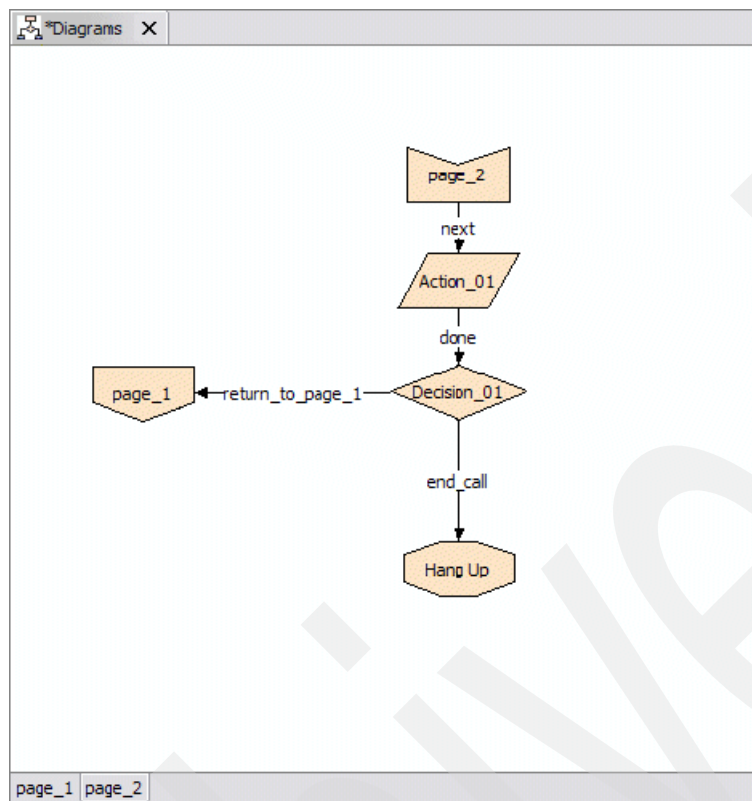 *Diagrams X
page_2
next
Action_01
done
page_1
return_to_page_1
Decision_01
end_call
Hang Up
page_1 page_2